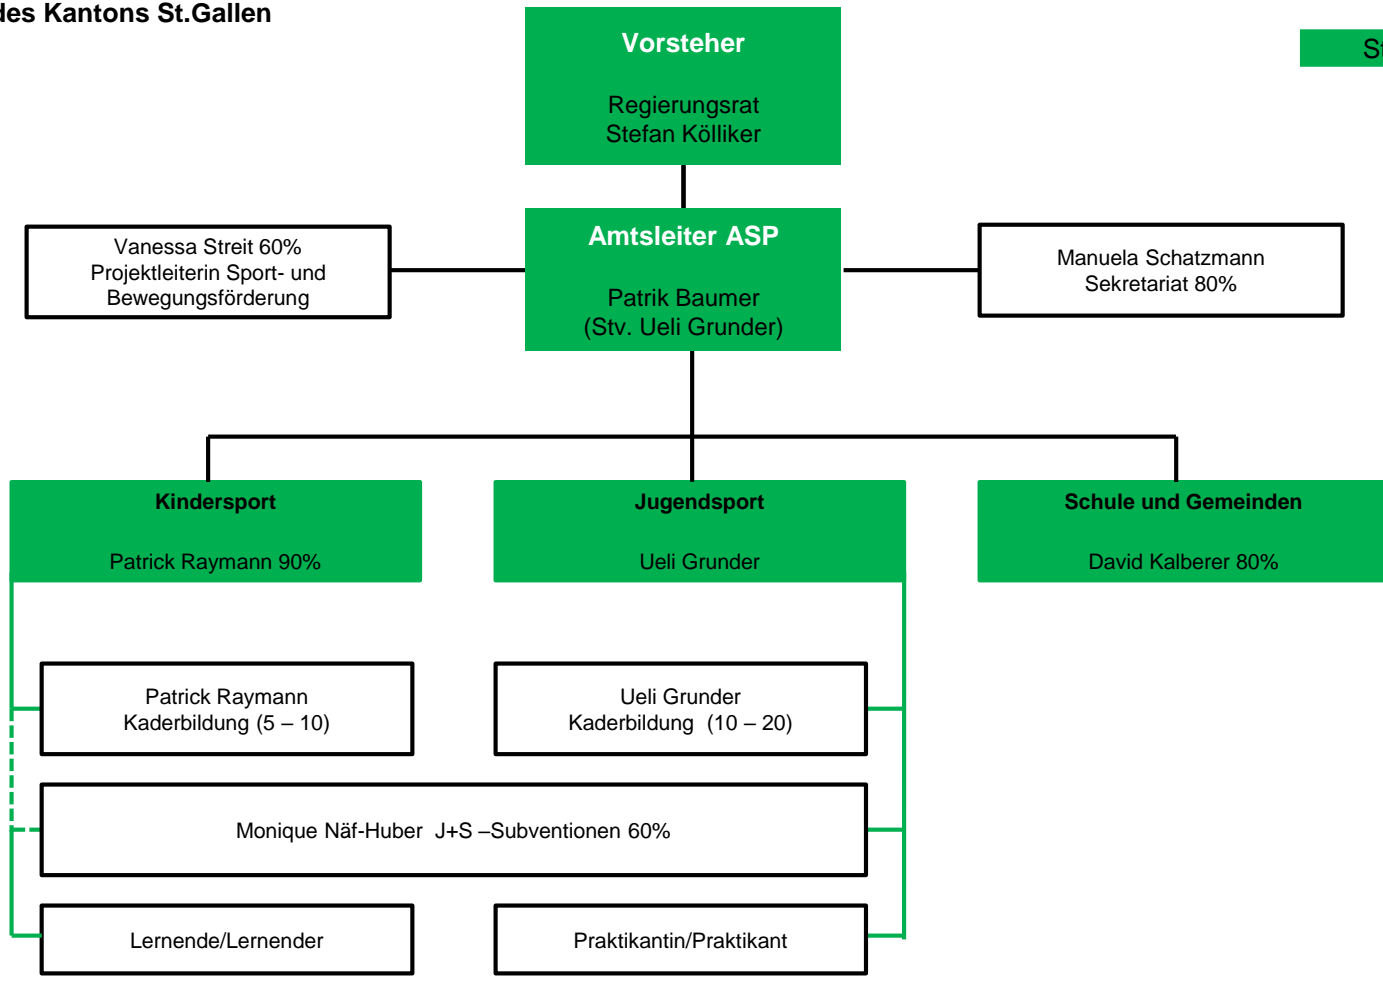 des Kantons St.Gallen
Vorsteher
Regierungsrat
Stefan Kölliker
Amtsleiter ASP
Patrik Baumer
(Stv. Ueli Grunder)
Vanessa Streit 60%
Projektleiterin Sport- und
Bewegungsförderung
Manuela Schatzmann
Sekretariat 80%
Kindersport
Patrick Raymann 90%
Jugendsport
Ueli Grunder
Schule und Gemeinden
David Kalberer 80%
Patrick Raymann
Kaderbildung (5 – 10)
Ueli Grunder
Kaderbildung  (10 – 20)
Monique Näf-Huber  J+S –Subventionen 60%
Lernende/Lernender
Praktikantin/Praktikant